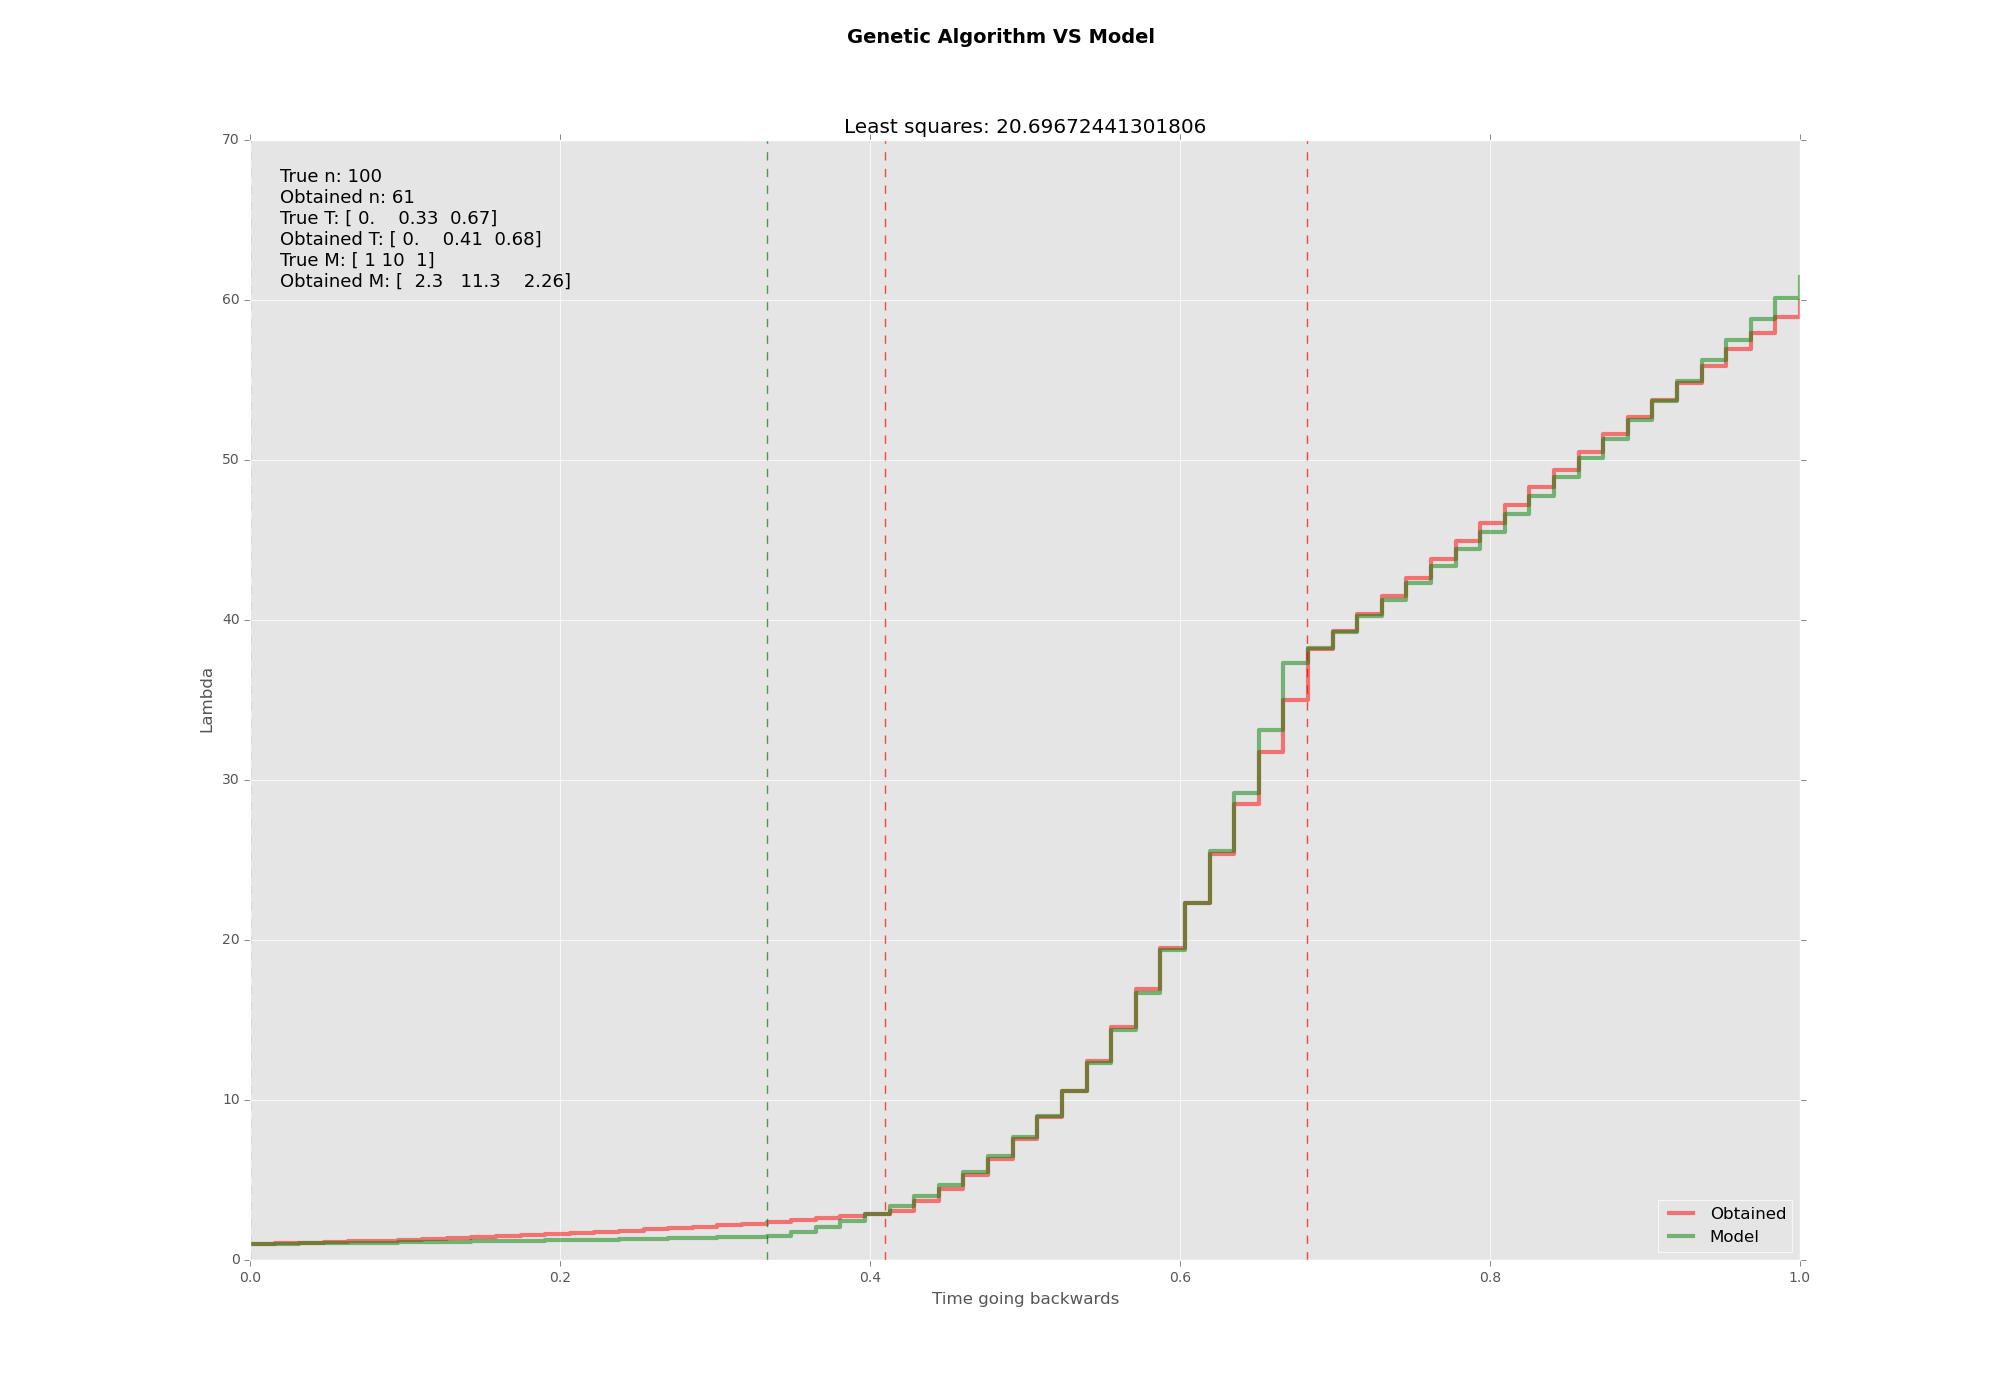 Genetic Algorithm VS Model
Least squares: 20.69672441301806
True n: 100
Obtained n: 61
True T: [ 0. 0.33 0.67]
Obtained T: [ 0. 0.41 0.68]
True M: [ 1 10 1]
Obtained M: [ 2.3 11.3 2.26]
70
60
50
40
30
20
10
0
Lambda
0.0 0.2 0.4 0.6 0.8 1.0
Time going backwards
Obtained
Model